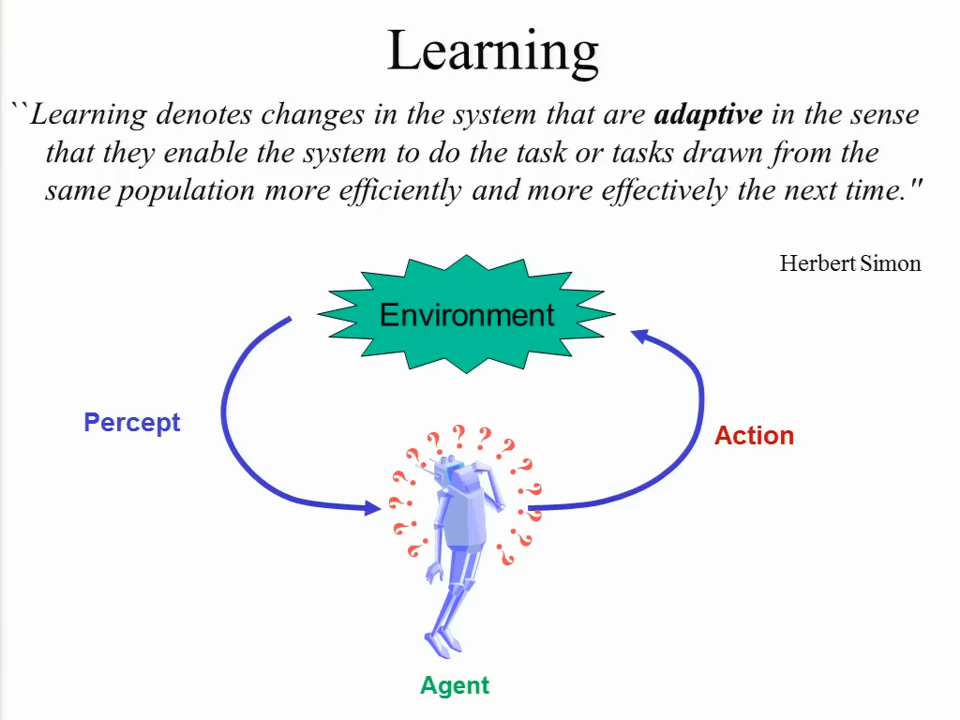 Learning
``Learning denotes changes in the system that are adaptive in the sense
that they enable the system to do the task or tasks drawn from the
same population more efficiently and more effectively the next time."
Herbert Simon
Environment
Percept
Action
? ? ? ? ? ? ? ? ? ? ? ? ? ? ?
Agent